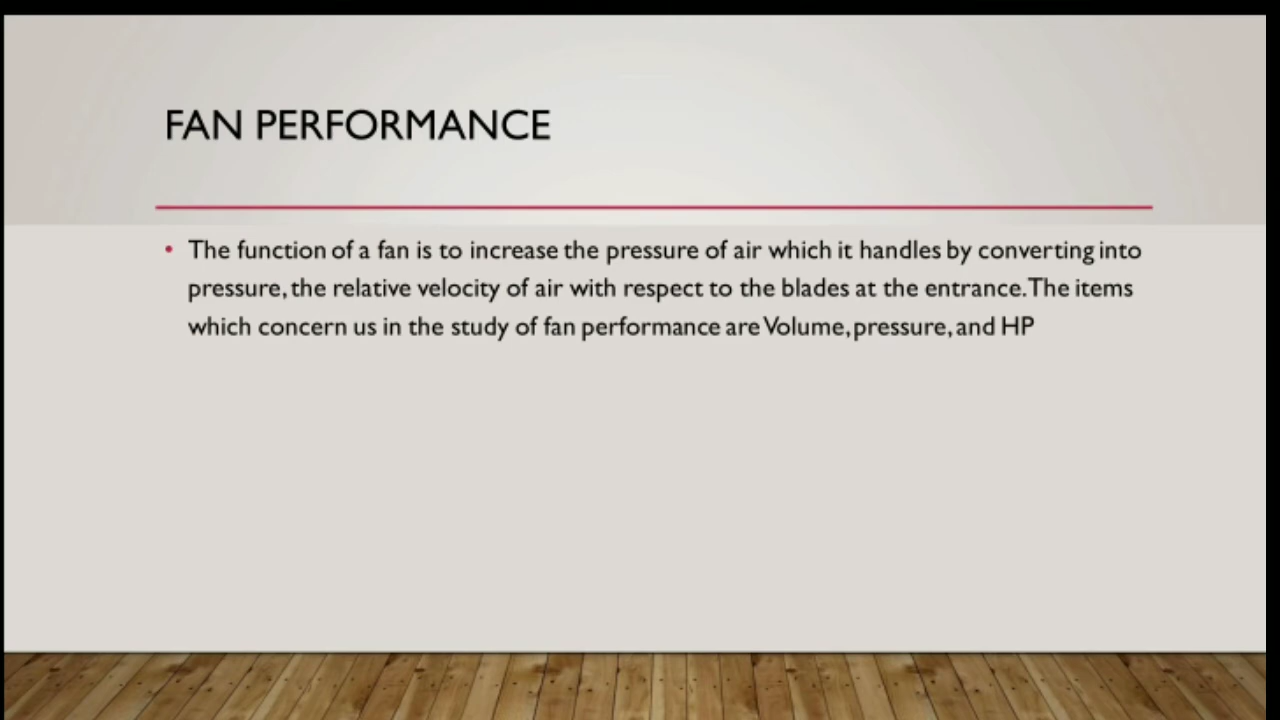 FAN PERFORMANCE
• The function of a fan is to increase the pressure of air which it handles by converting into
pressure, the relative velocity of air with respect to the blades at the entrance. The items
which concern us in the study of fan performance are Volume, pressure, and HP